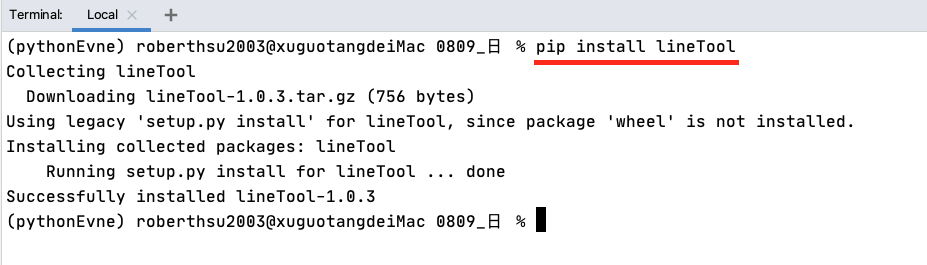 Terminal: Local × +
(pythonEvne) roberthsu2003@xuguotangdeiMac 0809_日 % pip install lineTool
Collecting lineTool
  Downloading lineTool-1.0.3.tar.gz (756 bytes)
Using legacy 'setup.py install' for lineTool, since package 'wheel' is not installed.
Installing collected packages: lineTool
    Running setup.py install for lineTool ... done
Successfully installed lineTool-1.0.3
(pythonEvne) roberthsu2003@xuguotangdeiMac 0809_日 %